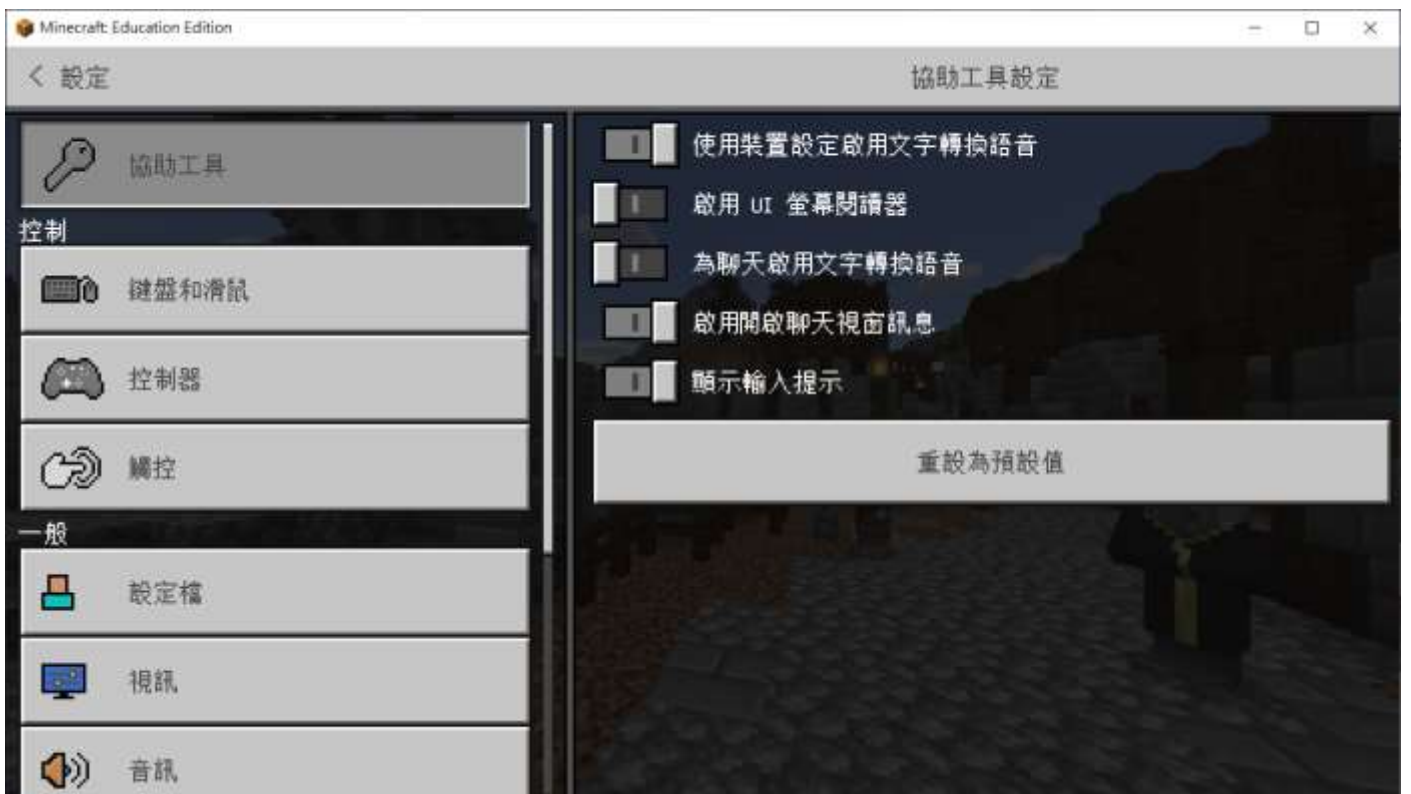 Minecraft: Education Edition
設定
協助工具設定
協助工具
控制
鍵盤和滑鼠
控制器
觸控
一般
設定檔
視訊
音訊
使用裝置設定啟用文字轉換語音
啟用 UI 螢幕閱讀器
為聊天啟用文字轉換語音
啟用開啟聊天視窗訊息
顯示輸入提示
重設為預設值